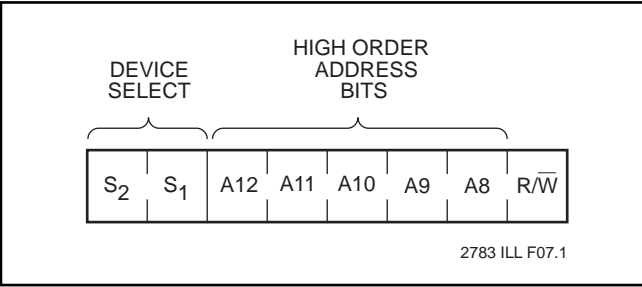 HIGH ORDER
ADDRESS
BITS
DEVICE
SELECT
S2 S1 A12 A11 A10 A9 A8 R/W̅
2783 ILL F07.1